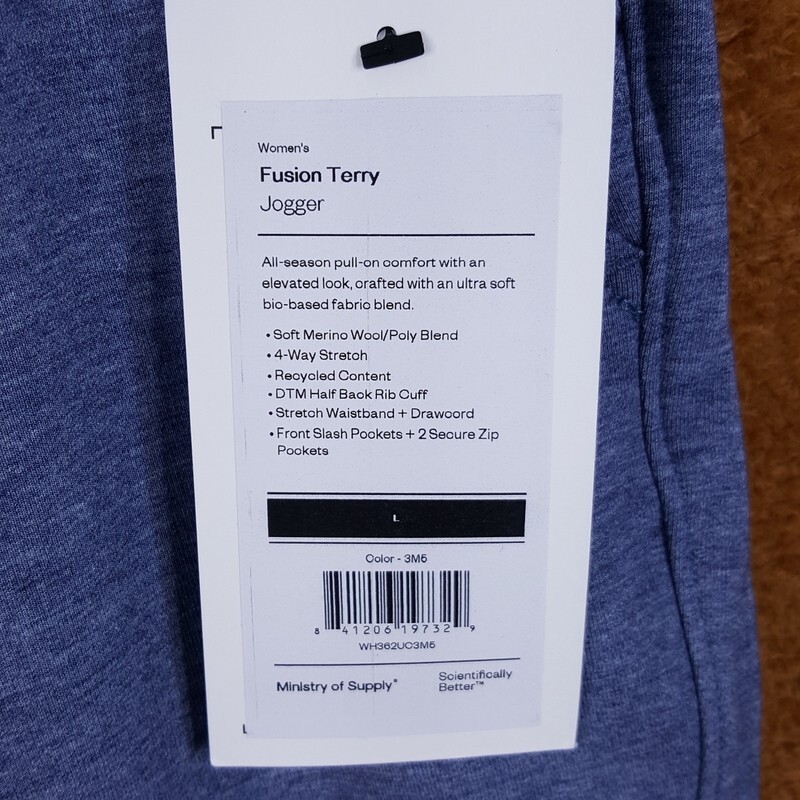 Women's
Fusion Terry
Jogger
All-season pull-on comfort with an
elevated look, crafted with an ultra soft
bio-based fabric blend.
• Soft Merino Wool/Poly Blend
• 4-Way Stretch
• Recycled Content
• DTM Half Back Rib Cuff
• Stretch Waistband + Drawcord
• Front Slash Pockets + 2 Secure Zip
Pockets
L
Color - 3M5
8 41206 19732 9
WH362UC3M5
Ministry of Supply®
Scientifically
Better™